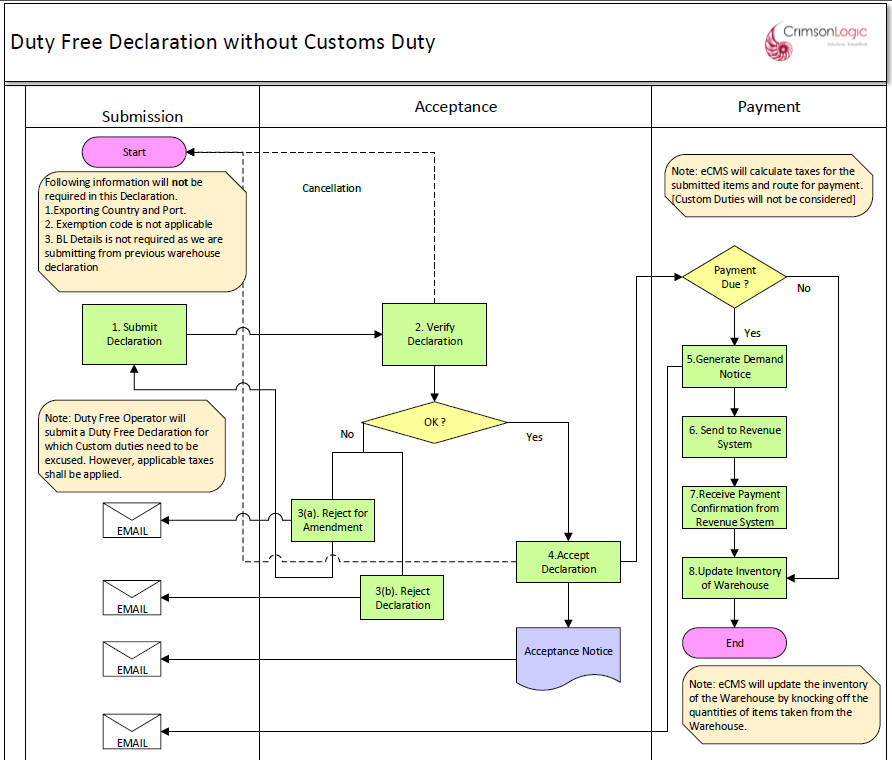 Duty Free Declaration without Customs Duty
CrimsonLogic
Submission
Acceptance
Payment
Start
Following information will not be
required in this Declaration.
1.Exporting Country and Port.
2. Exemption code is not applicable
3. BL Details is not required as we are
submitting from previous warehouse
declaration
Cancellation
Note: eCMS will calculate taxes for the
submitted items and route for payment.
[Custom Duties will not be considered]
Payment
Due ?
No
Yes
1. Submit
Declaration
2. Verify
Declaration
5.Generate Demand
Notice
Note: Duty Free Operator will
submit a Duty Free Declaration for
which Custom duties need to be
excused. However, applicable taxes
shall be applied.
OK ?
No
Yes
6. Send to Revenue
System
3(a). Reject for
Amendment
7.Receive Payment
Confirmation from
Revenue System
EMAIL
4.Accept
Declaration
8.Update Inventory
of Warehouse
3(b). Reject
Declaration
EMAIL
Acceptance Notice
End
EMAIL
Note: eCMS will update the inventory
of the Warehouse by knocking off the
quantities of items taken from the
Warehouse.
EMAIL